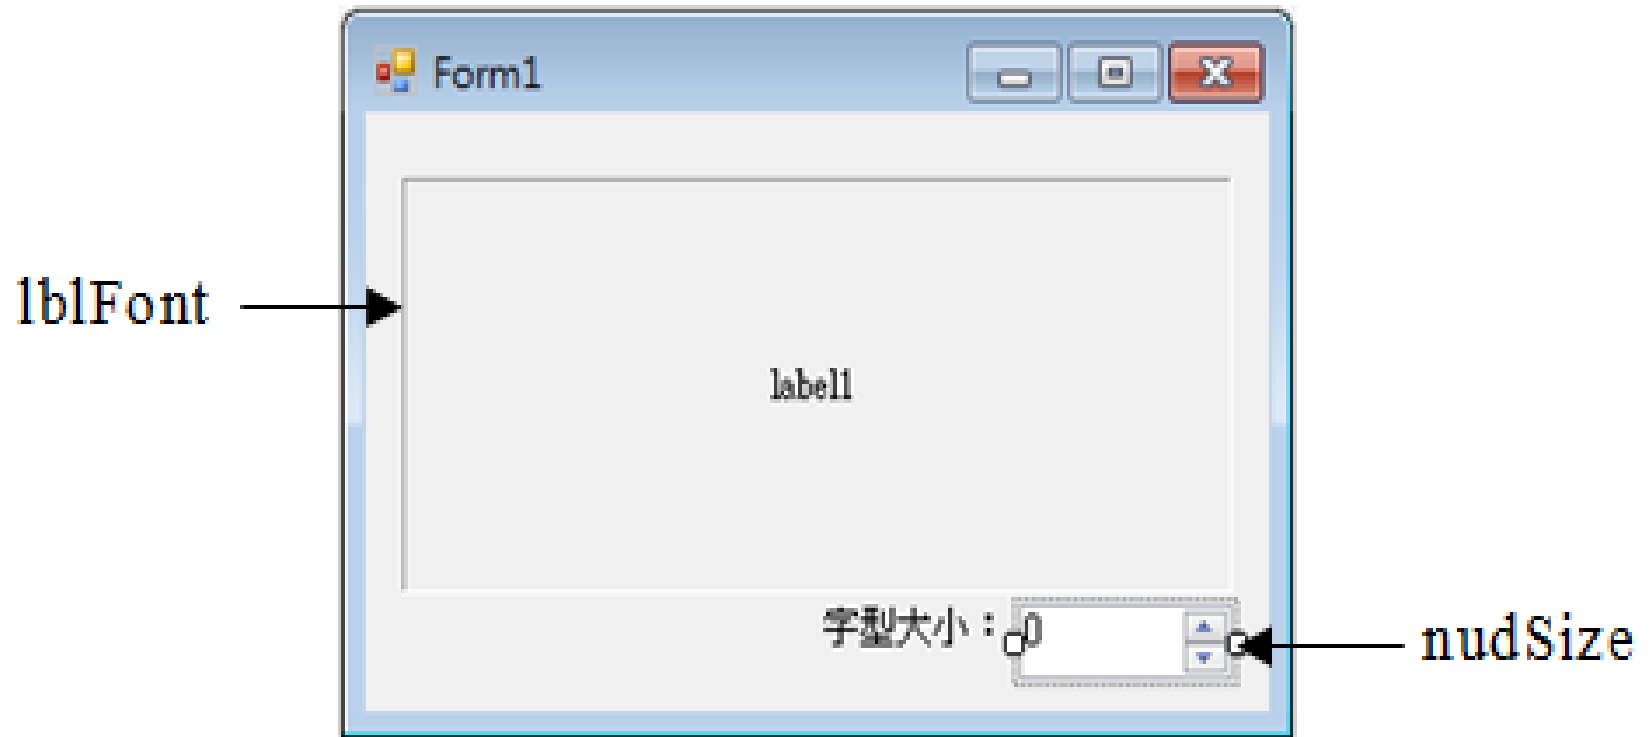 Form1
lblFont
label1
字型大小：0
nudSize